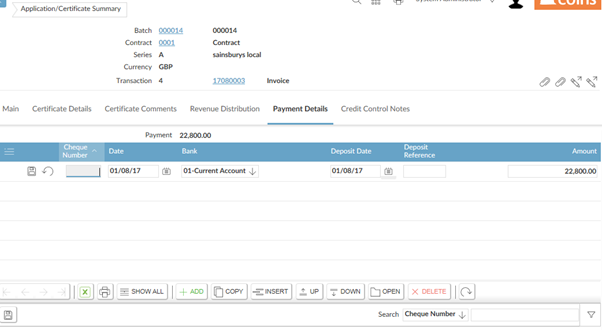 Application/Certificate Summary
coins
Batch 000014 000014
Contract 0001 Contract
Series A sainsburys local
Currency GBP
Transaction 4 17080003 Invoice
Main Certificate Details Certificate Comments Revenue Distribution Payment Details Credit Control Notes
Payment 22,800.00
Cheque Number Date Bank Deposit Date Deposit Reference Amount
01/08/17 01-Current Account 01/08/17 22,800.00
SHOW ALL ADD COPY INSERT UP DOWN OPEN DELETE
Search Cheque Number